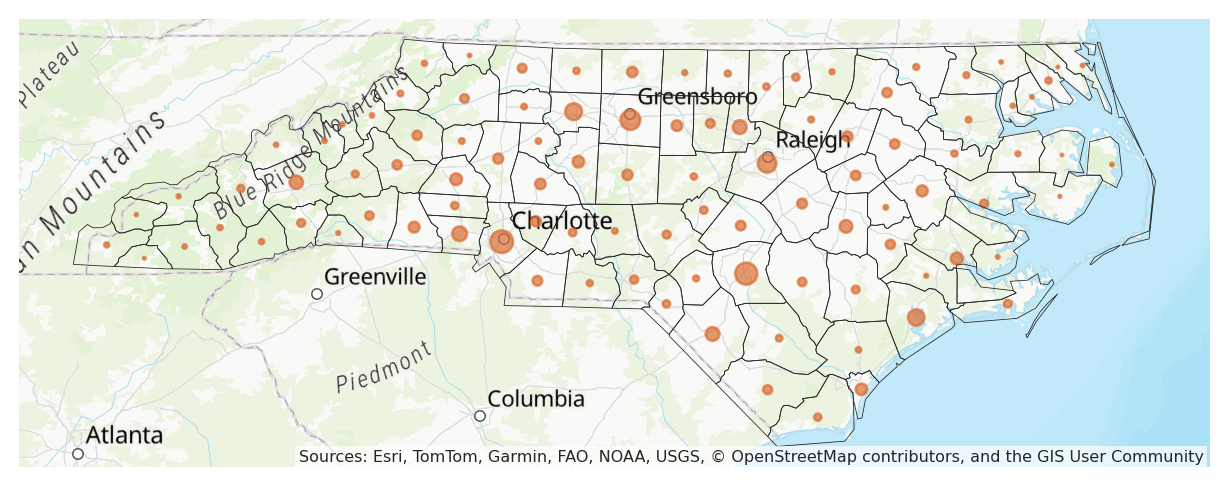 Plateau
an Mountains
Blue Ridge Mountains
Greensboro
Raleigh
Charlotte
Greenville
Piedmont
Columbia
Atlanta
Sources: Esri, TomTom, Garmin, FAO, NOAA, USGS, © OpenStreetMap contributors, and the GIS User Community